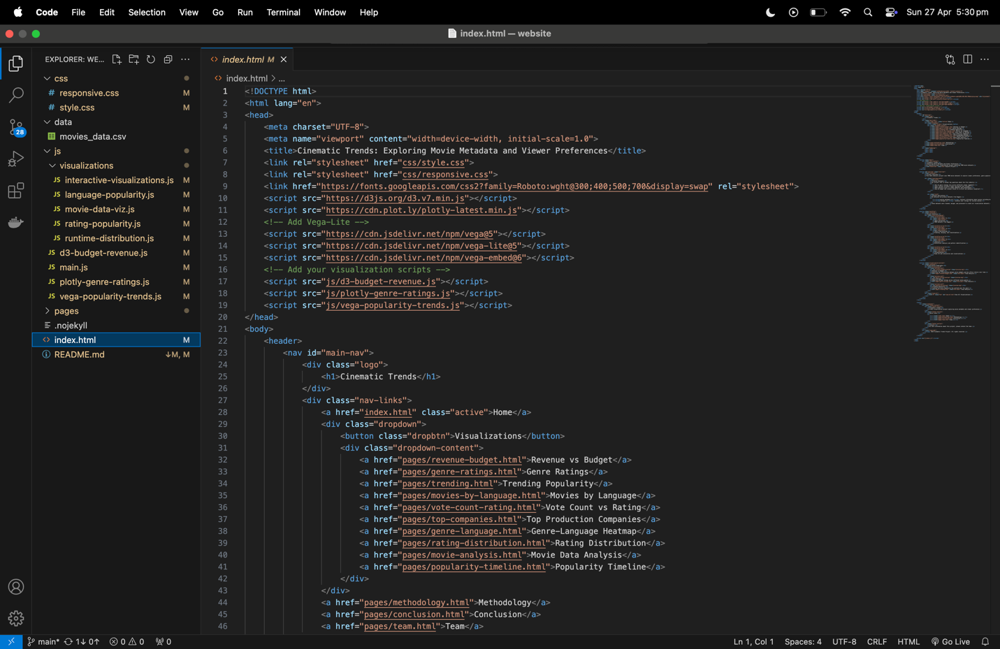 Code File Edit Selection View Go Run Terminal Window Help Sun 27 Apr 5:30 pm
index.html — website
EXPLORER: WE...
index.html M
css
responsive.css M
style.css M
data
movies_data.csv
js
visualizations
JS interactive-visualizations.js M
JS language-popularity.js M
JS movie-data-viz.js M
JS rating-popularity.js M
JS runtime-distribution.js M
JS d3-budget-revenue.js M
JS main.js M
JS plotly-genre-ratings.js M
JS vega-popularity-trends.js M
pages
.nojekyll
index.html M
README.md ↓M, M
28
index.html > ...
1 <!DOCTYPE html>
2 <html lang="en">
3 <head>
4 <meta charset="UTF-8">
5 <meta name="viewport" content="width=device-width, initial-scale=1.0">
6 <title>Cinematic Trends: Exploring Movie Metadata and Viewer Preferences</title>
7 <link rel="stylesheet" href="css/style.css">
8 <link rel="stylesheet" href="css/responsive.css">
9 <link href="https://fonts.googleapis.com/css2?family=Roboto:wght@300;400;500;700&display=swap" rel="stylesheet">
10 <script src="https://d3js.org/d3.v7.min.js"></script>
11 <script src="https://cdn.plot.ly/plotly-latest.min.js"></script>
12 <!-- Add Vega-Lite -->
13 <script src="https://cdn.jsdelivr.net/npm/vega@5"></script>
14 <script src="https://cdn.jsdelivr.net/npm/vega-lite@5"></script>
15 <script src="https://cdn.jsdelivr.net/npm/vega-embed@6"></script>
16 <!-- Add your visualization scripts -->
17 <script src="js/d3-budget-revenue.js"></script>
18 <script src="js/plotly-genre-ratings.js"></script>
19 <script src="js/vega-popularity-trends.js"></script>
20 </head>
21 <body>
22 <header>
23 <nav id="main-nav">
24 <div class="logo">
25 <h1>Cinematic Trends</h1>
26 </div>
27 <div class="nav-links">
28 <a href="index.html" class="active">Home</a>
29 <div class="dropdown">
30 <button class="dropbtn">Visualizations</button>
31 <div class="dropdown-content">
32 <a href="pages/revenue-budget.html">Revenue vs Budget</a>
33 <a href="pages/genre-ratings.html">Genre Ratings</a>
34 <a href="pages/trending.html">Trending Popularity</a>
35 <a href="pages/movies-by-language.html">Movies by Language</a>
36 <a href="pages/vote-count-rating.html">Vote Count vs Rating</a>
37 <a href="pages/top-companies.html">Top Production Companies</a>
38 <a href="pages/genre-language.html">Genre-Language Heatmap</a>
39 <a href="pages/rating-distribution.html">Rating Distribution</a>
40 <a href="pages/movie-analysis.html">Movie Data Analysis</a>
41 <a href="pages/popularity-timeline.html">Popularity Timeline</a>
42 </div>
43 </div>
44 <a href="pages/methodology.html">Methodology</a>
45 <a href="pages/conclusion.html">Conclusion</a>
46 <a href="pages/team.html">Team</a>
main* 1↓ 0↑ 0 0 0 Ln 1, Col 1 Spaces: 4 UTF-8 CRLF HTML Go Live